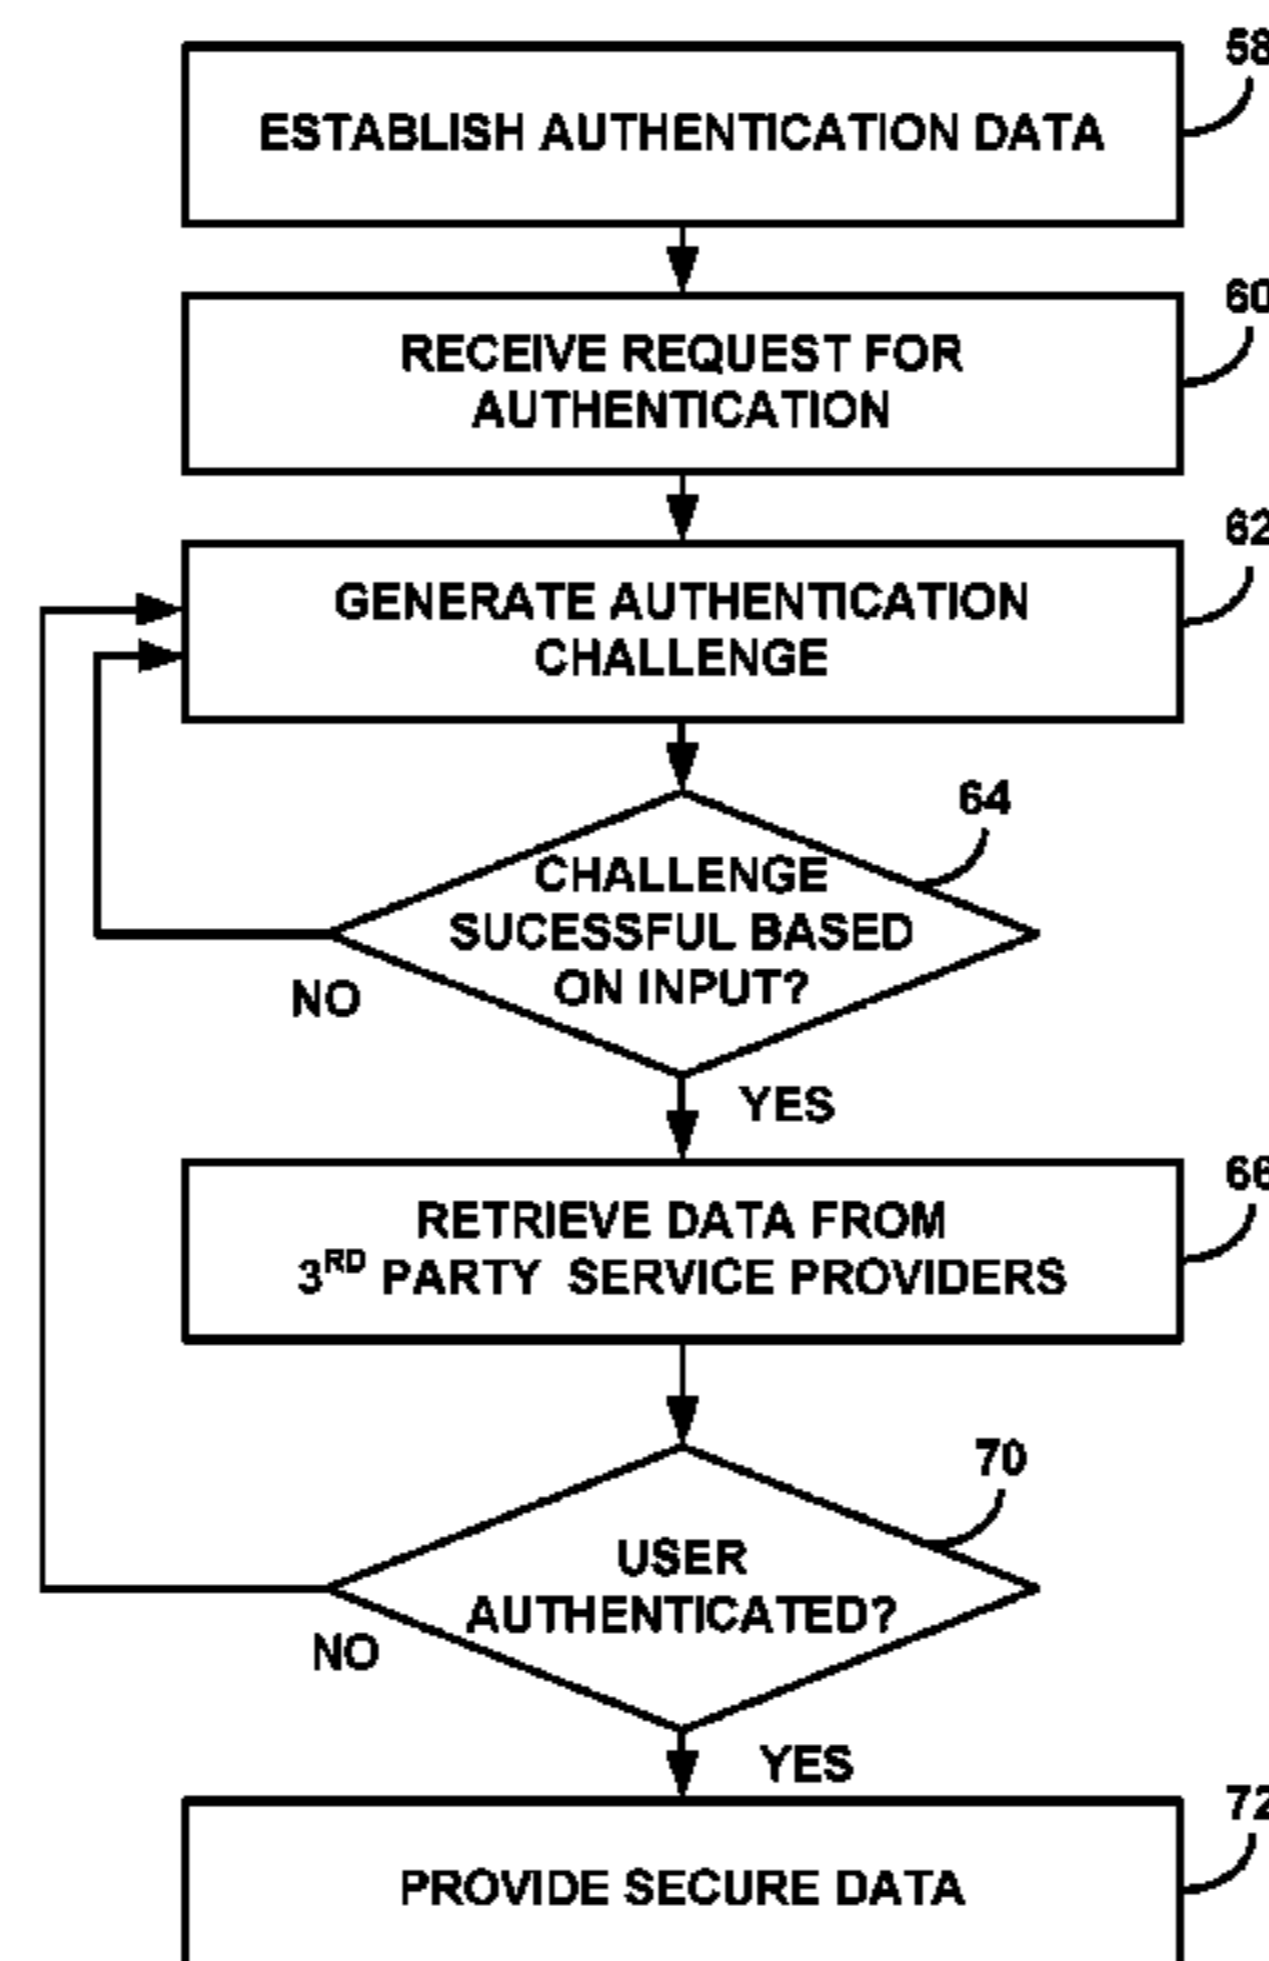 58
ESTABLISH AUTHENTICATION DATA
60
RECEIVE REQUEST FOR
AUTHENTICATION
62
GENERATE AUTHENTICATION
CHALLENGE
64
CHALLENGE
SUCESSFUL BASED
ON INPUT?
NO
YES
66
RETRIEVE DATA FROM
3RD PARTY SERVICE PROVIDERS
70
USER
AUTHENTICATED?
NO
YES
72
PROVIDE SECURE DATA